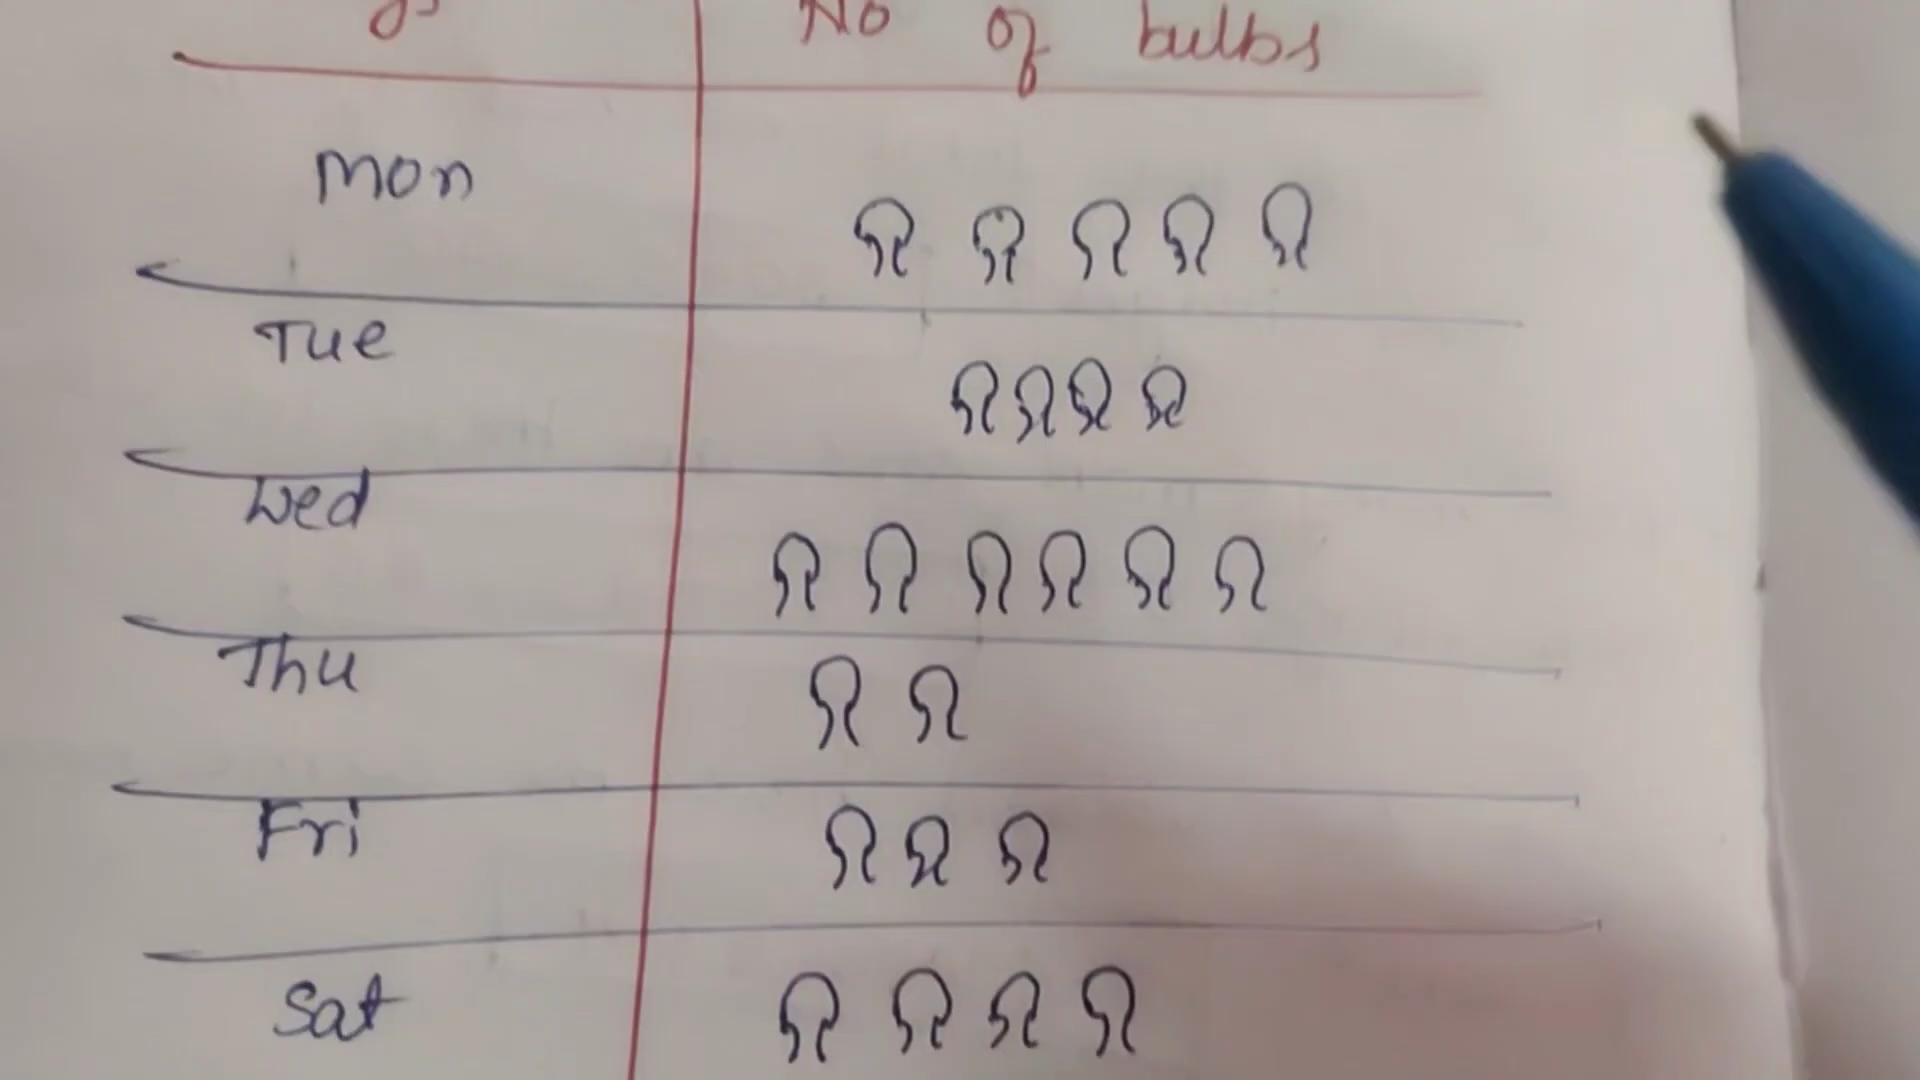 No of bulbs
Mon
Tue
Wed
Thu
Fri
Sat